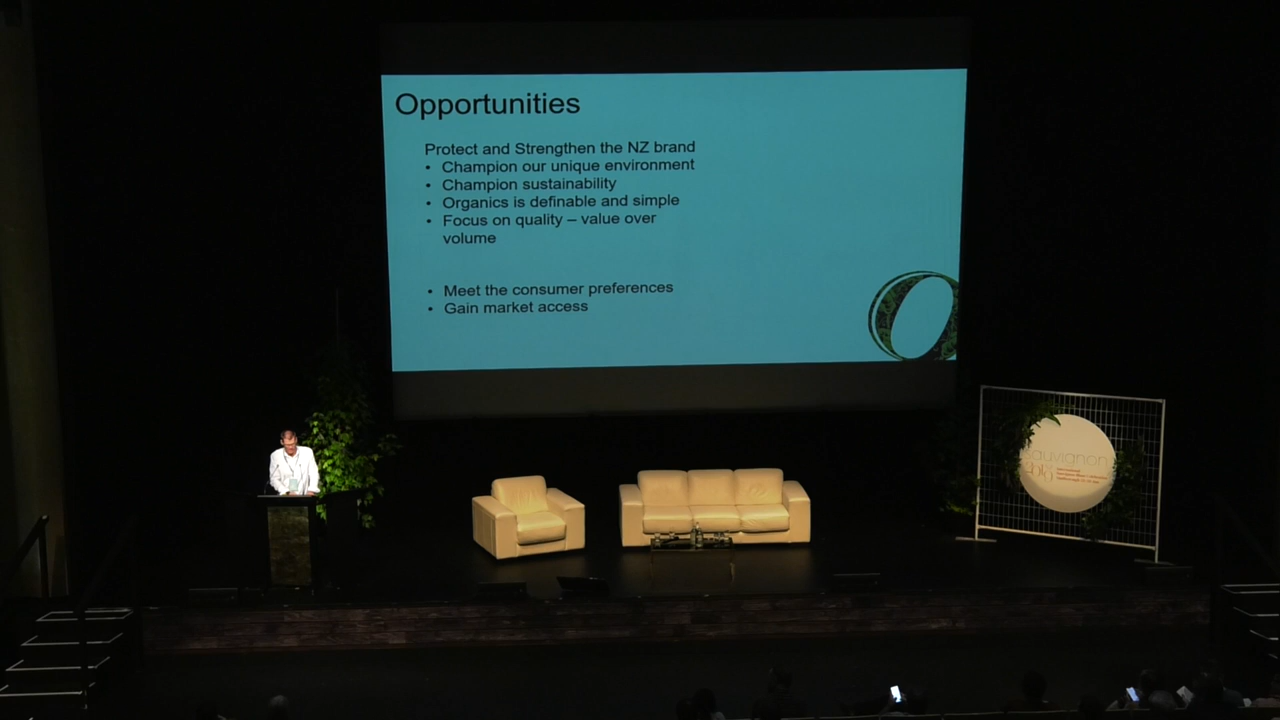 Opportunities
Protect and Strengthen the NZ brand
• Champion our unique environment
• Champion sustainability
• Organics is definable and simple
• Focus on quality – value over
volume
• Meet the consumer preferences
• Gain market access
sauvignon